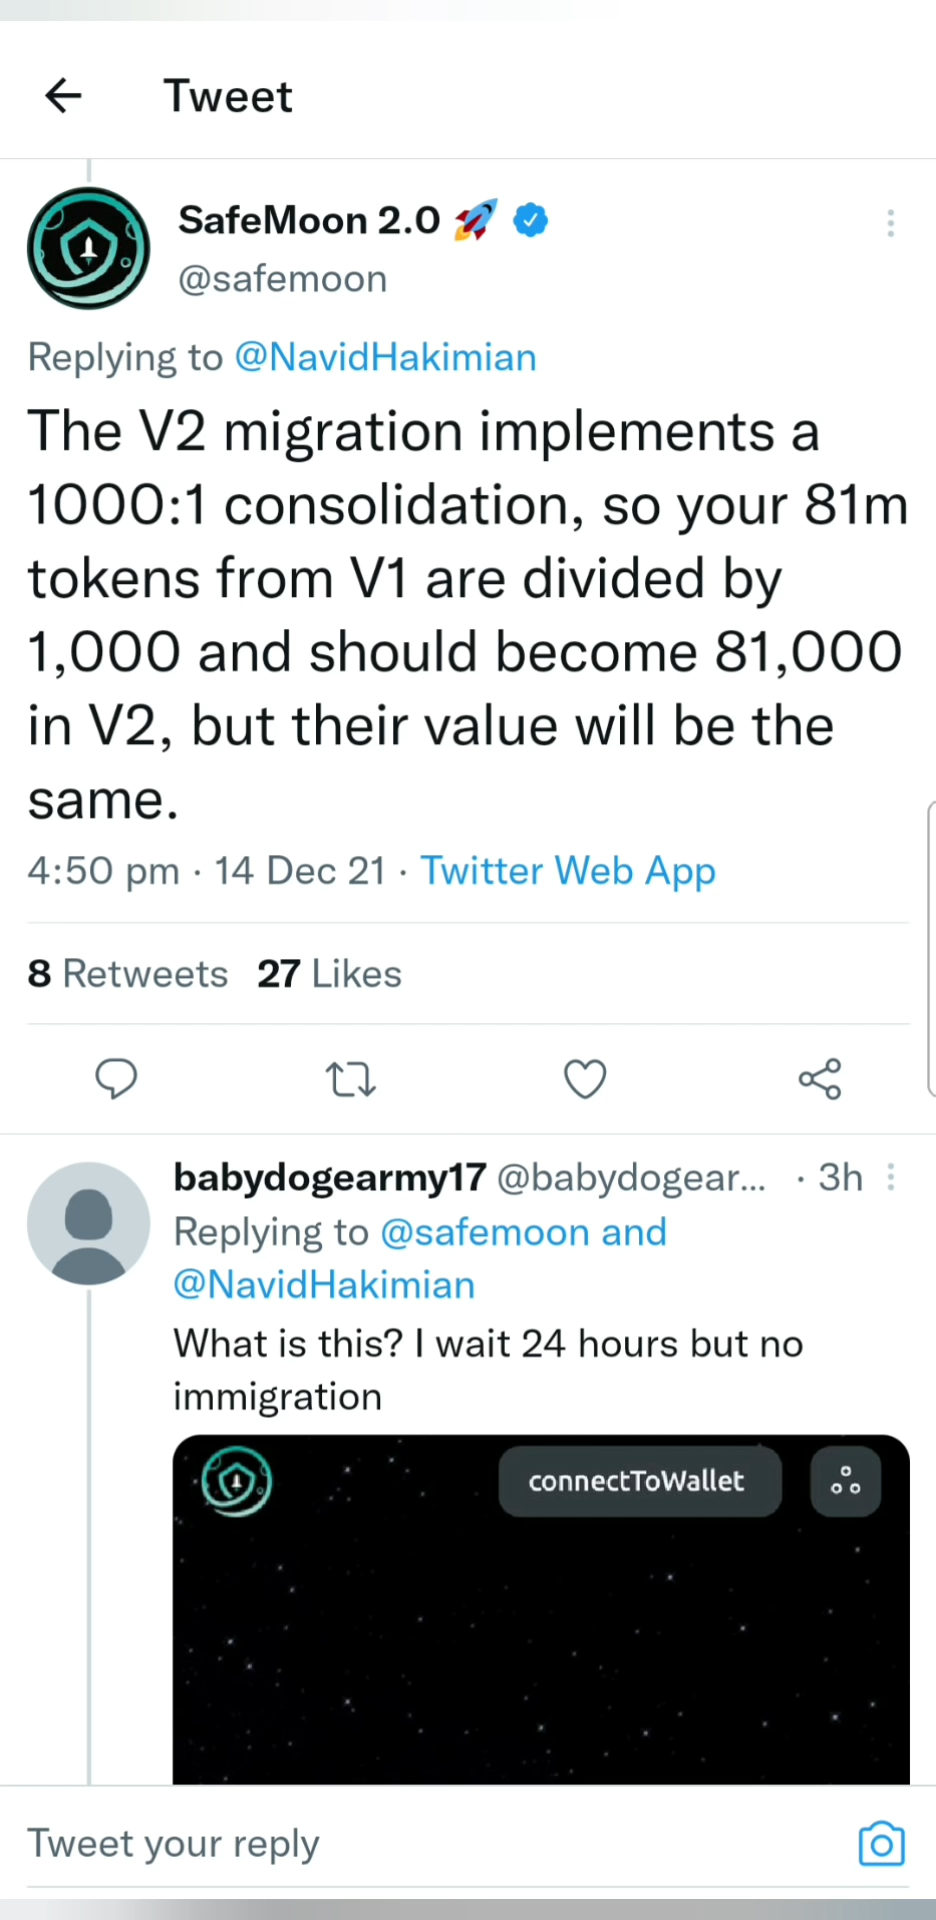 Tweet
SafeMoon 2.0 🚀
@safemoon
Replying to @NavidHakimian
The V2 migration implements a
1000:1 consolidation, so your 81m
tokens from V1 are divided by
1,000 and should become 81,000
in V2, but their value will be the
same.
4:50 pm · 14 Dec 21 · Twitter Web App
8 Retweets 27 Likes
babydogearmy17 @babydogear... · 3h
Replying to @safemoon and
@NavidHakimian
What is this? I wait 24 hours but no
immigration
connectToWallet
Tweet your reply